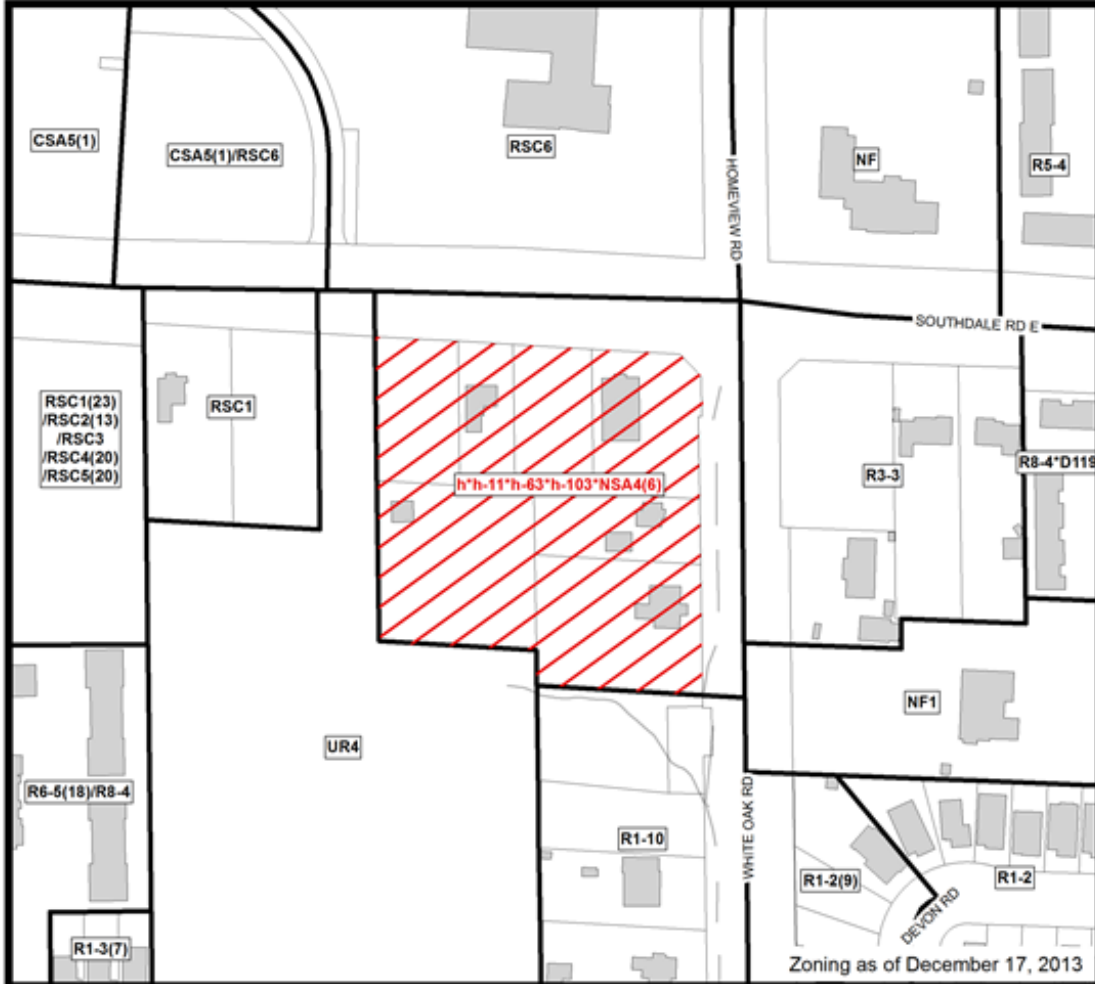 CSA5(1)
CSA5(1)/RSC6
RSC6
HOMEVIEW RD
NF
R5-4
SOUTHDALE RD E
RSC1(23)
/RSC2(13)
/RSC3
/RSC4(20)
/RSC5(20)
RSC1
h*h-11*h-63*h-103*NSA4(6)
R3-3
R8-4*D119
NF1
UR4
R6-5(18)/R8-4
R1-10
WHITE OAK RD
R1-2(9)
R1-2
DEVON RD
R1-3(7)
Zoning as of December 17, 2013